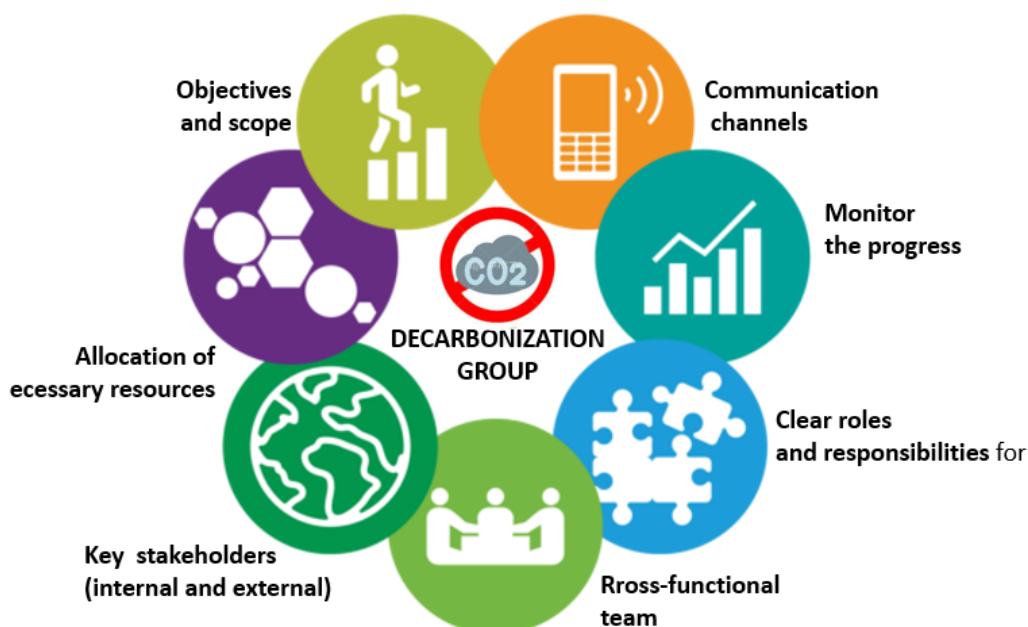 Objectives
and scope
Communication
channels
Monitor
the progress
CO2
DECARBONIZATION
GROUP
Allocation of
ecessary resources
Clear roles
and responsibilities for
Key stakeholders
(internal and external)
Rross-functional
team